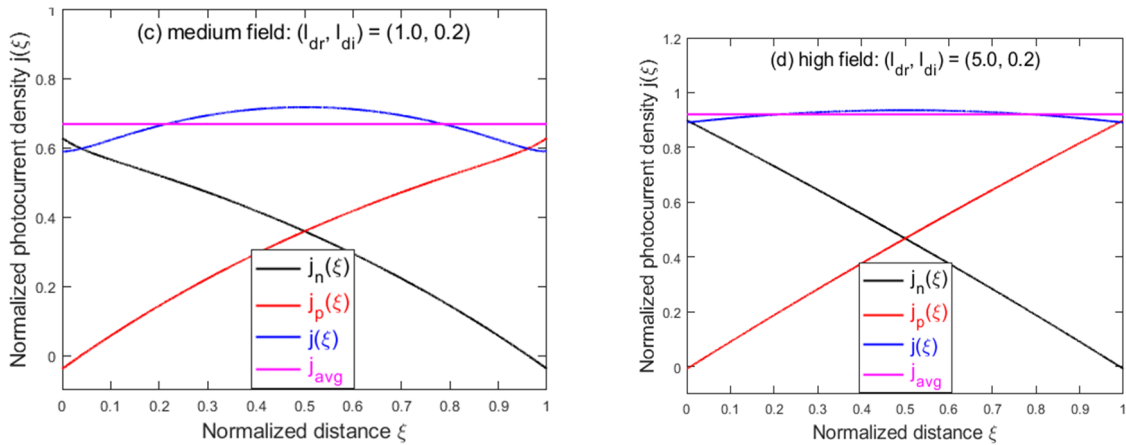 (c) medium field: (l_dr, l_di) = (1.0, 0.2)
Normalized photocurrent density j(ξ)
1
0.8
0.6
0.4
0.2
0
j_n(ξ)
j_p(ξ)
j(ξ)
j_avg
0 0.1 0.2 0.3 0.4 0.5 0.6 0.7 0.8 0.9 1
Normalized distance ξ
(d) high field: (l_dr, l_di) = (5.0, 0.2)
Normalized photocurrent density j(ξ)
1.2
1
0.8
0.6
0.4
0.2
0
j_n(ξ)
j_p(ξ)
j(ξ)
j_avg
0 0.1 0.2 0.3 0.4 0.5 0.6 0.7 0.8 0.9 1
Normalized distance ξ